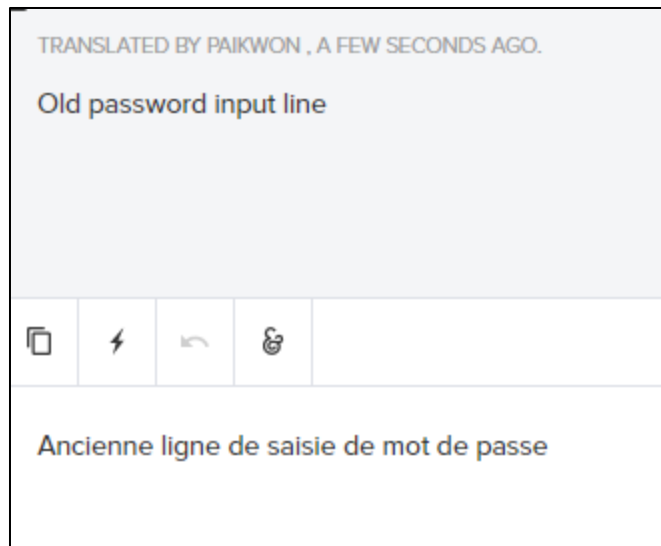 TRANSLATED BY PAIKWON , A FEW SECONDS AGO.
Old password input line
Ancienne ligne de saisie de mot de passe